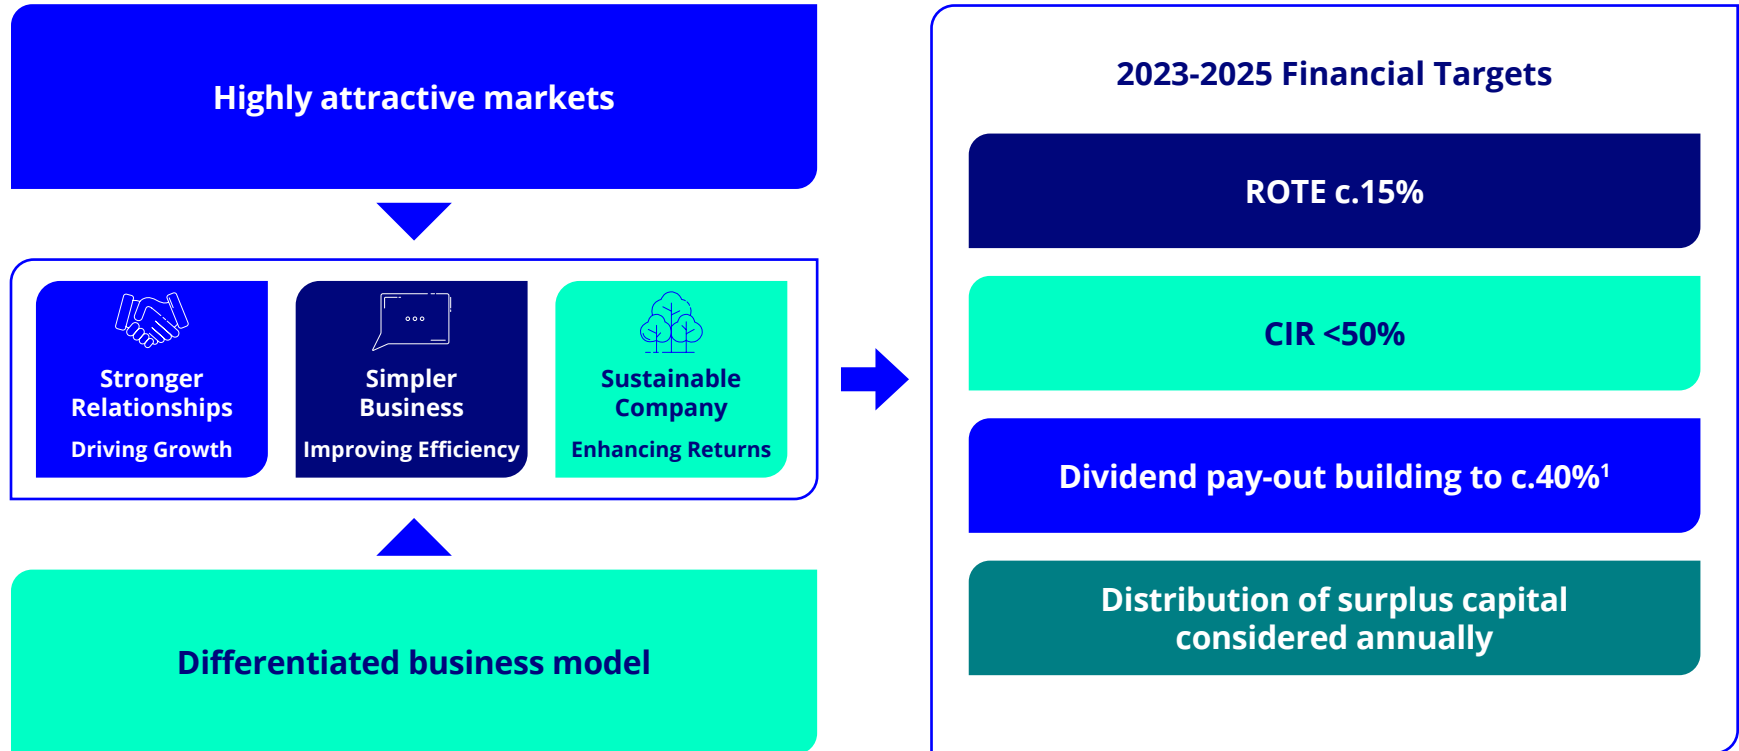 Highly attractive markets
Stronger
Relationships
Driving Growth
Simpler
Business
Improving Efficiency
Sustainable
Company
Enhancing Returns
Differentiated business model
2023-2025 Financial Targets
ROTE c.15%
CIR <50%
Dividend pay-out building to c.40%¹
Distribution of surplus capital
considered annually